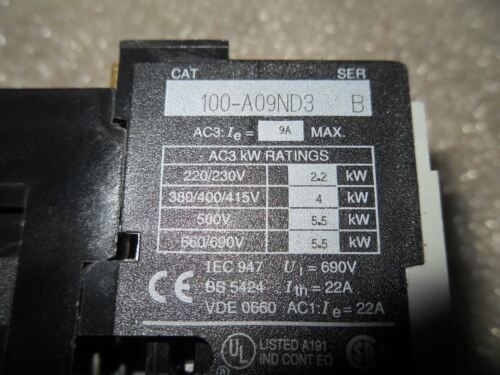 CAT SER
100-A09ND3 B
AC3: Ie = 9A MAX.
AC3 kW RATINGS
220/230V 2.2 kW
380/400/415V 4 kW
500V 5.5 kW
660/690V 5.5 kW
IEC 947 Ui = 690V
CE BS 5424 Ith = 22A
VDE 0660 AC1: Ie = 22A
UL LISTED A191 -
IND CONT EQ